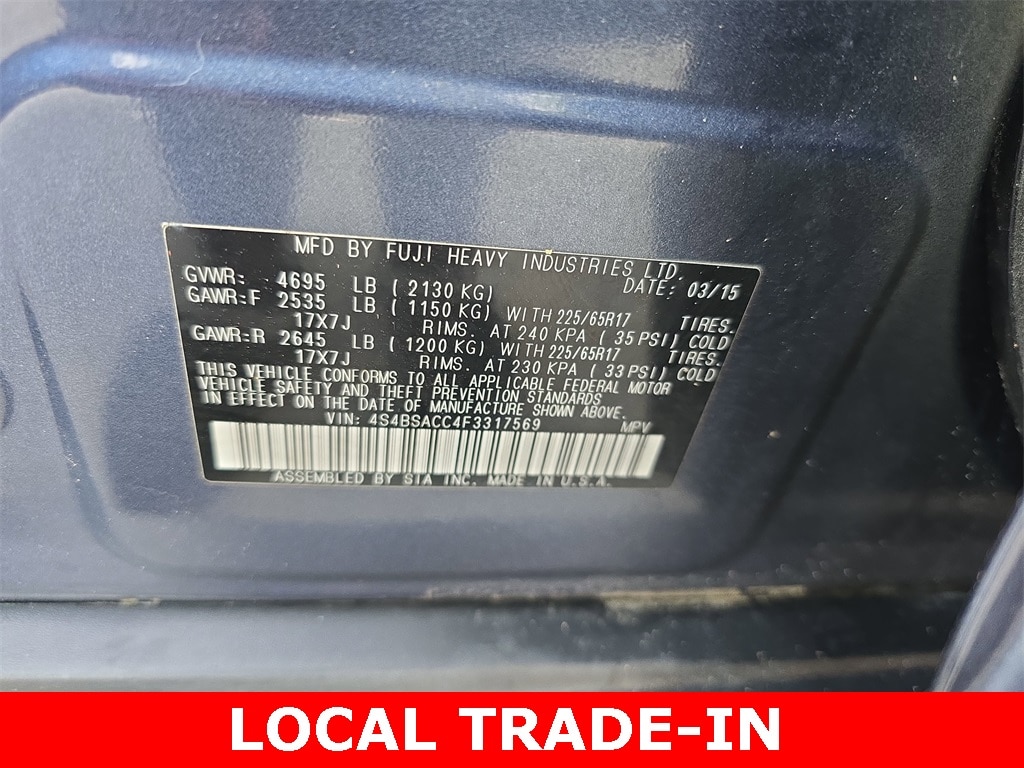 MFD BY FUJI HEAVY INDUSTRIES LTD.
GVWR: 4695 LB ( 2130 KG) DATE: 03/15
GAWR:F 2535 LB ( 1150 KG) WITH 225/65R17 TIRES.
17X7J RIMS. AT 240 KPA ( 35 PSI) COLD
GAWR:R 2645 LB ( 1200 KG) WITH 225/65R17 TIRES.
17X7J RIMS. AT 230 KPA ( 33 PSI) COLD
THIS VEHICLE CONFORMS TO ALL APPLICABLE FEDERAL MOTOR
VEHICLE SAFETY AND THEFT PREVENTION STANDARDS
IN EFFECT ON THE DATE OF MANUFACTURE SHOWN ABOVE.
VIN: 4S4BSACC4F3317569 MPV
ASSEMBLED BY SIA INC. MADE IN U.S.A.
LOCAL TRADE-IN